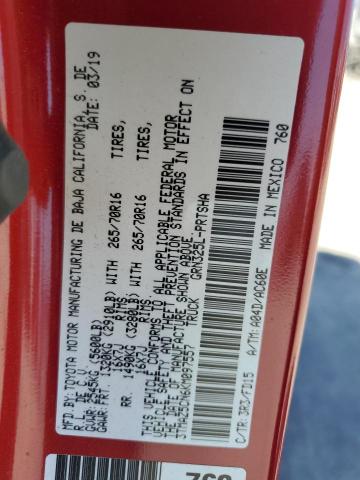 MFD BY: TOYOTA MOTOR MANUFACTURING DE BAJA CALIFORNIA, S. DE
R. L. DE C. V. DATE: 03/19
GVWR: 2545KG (5600LB)
GAWR: FRT. 1320KG (2910LB) WITH 265/70R16 TIRES,
16X7J RIMS,
RR. 1490KG (3280LB) WITH 265/70R16 TIRES,
16X7J RIMS.
THIS VEHICLE CONFORMS TO ALL APPLICABLE FEDERAL MOTOR
VEHICLE SAFETY AND THEFT PREVENTION STANDARDS IN EFFECT ON
THE DATE OF MANUFACTURE SHOWN ABOVE.
TRUCK GRN325L-PRTSHA
C/TR: 3R3/FD15 A/TM: A04D/AC60E MADE IN MEXICO 760
760